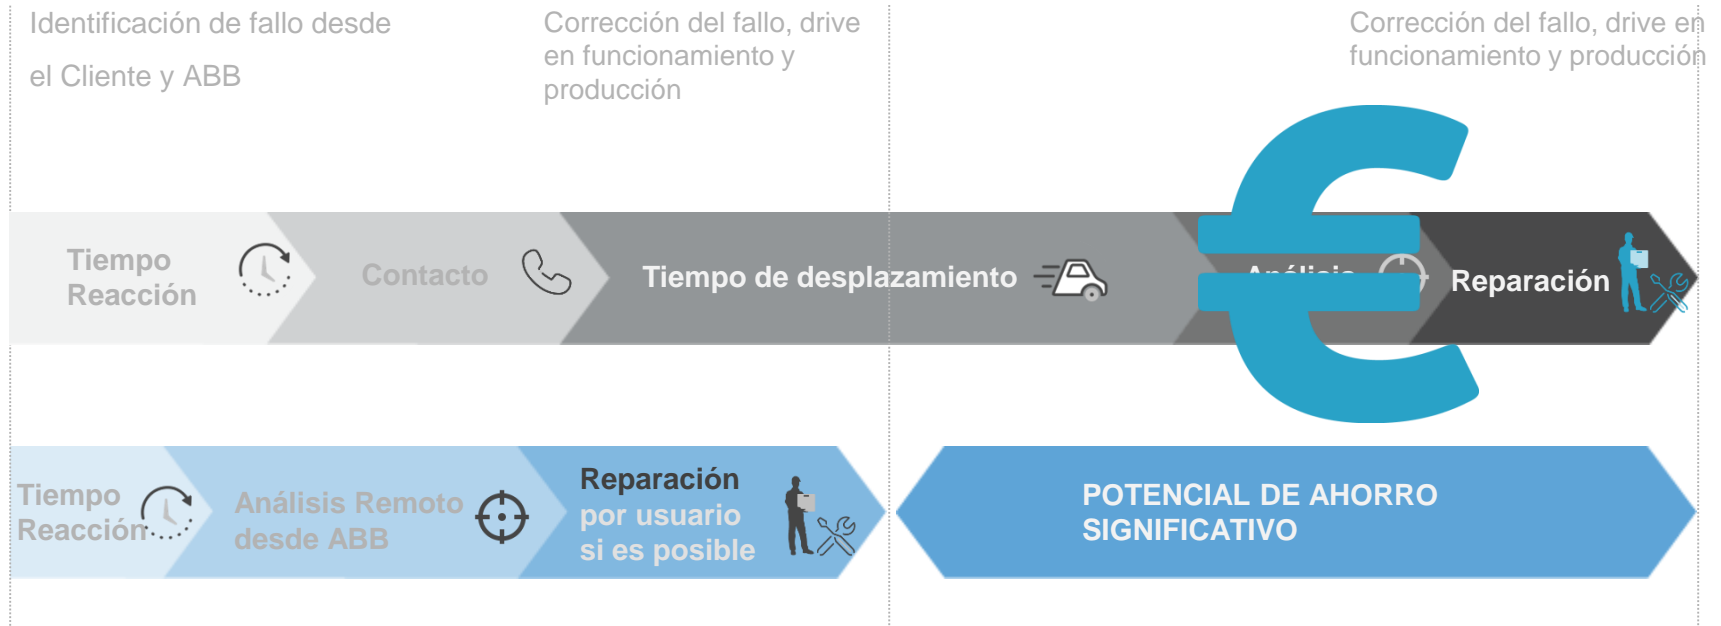 Identificación de fallo desde
el Cliente y ABB
Corrección del fallo, drive
en funcionamiento y
producción
Corrección del fallo, drive en
funcionamiento y producción
Tiempo
Reacción
Contacto
Tiempo de desplazamiento
Análisis
€
Reparación
Tiempo
Reacción
Análisis Remoto
desde ABB
Reparación
por usuario
si es posible
POTENCIAL DE AHORRO
SIGNIFICATIVO